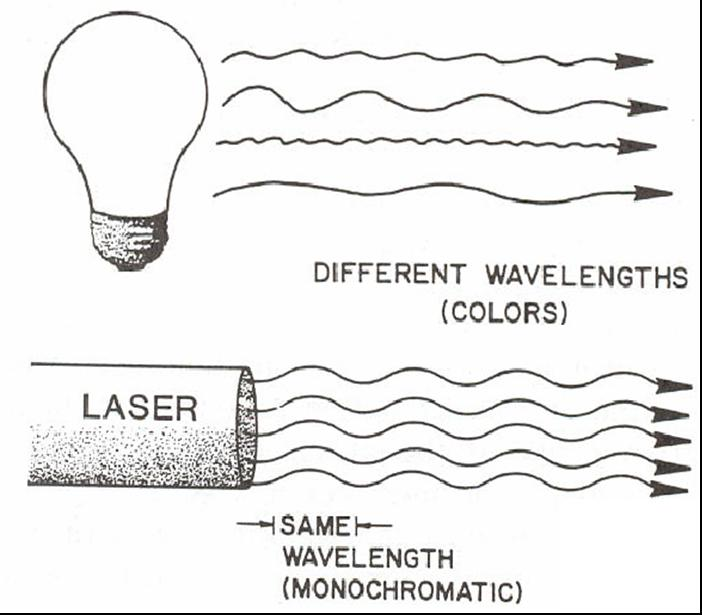 DIFFERENT WAVELENGTHS
(COLORS)
LASER
SAME
WAVELENGTH
(MONOCHROMATIC)